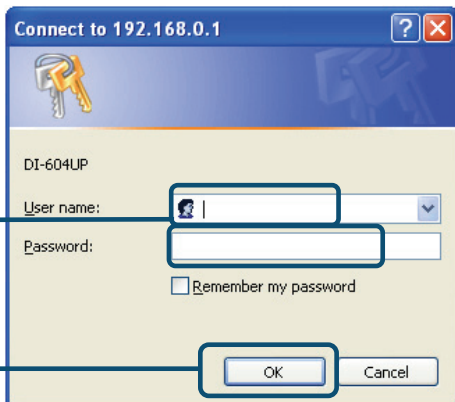 Connect to 192.168.0.1
DI-604UP
User name:
Password:
Remember my password
OK Cancel